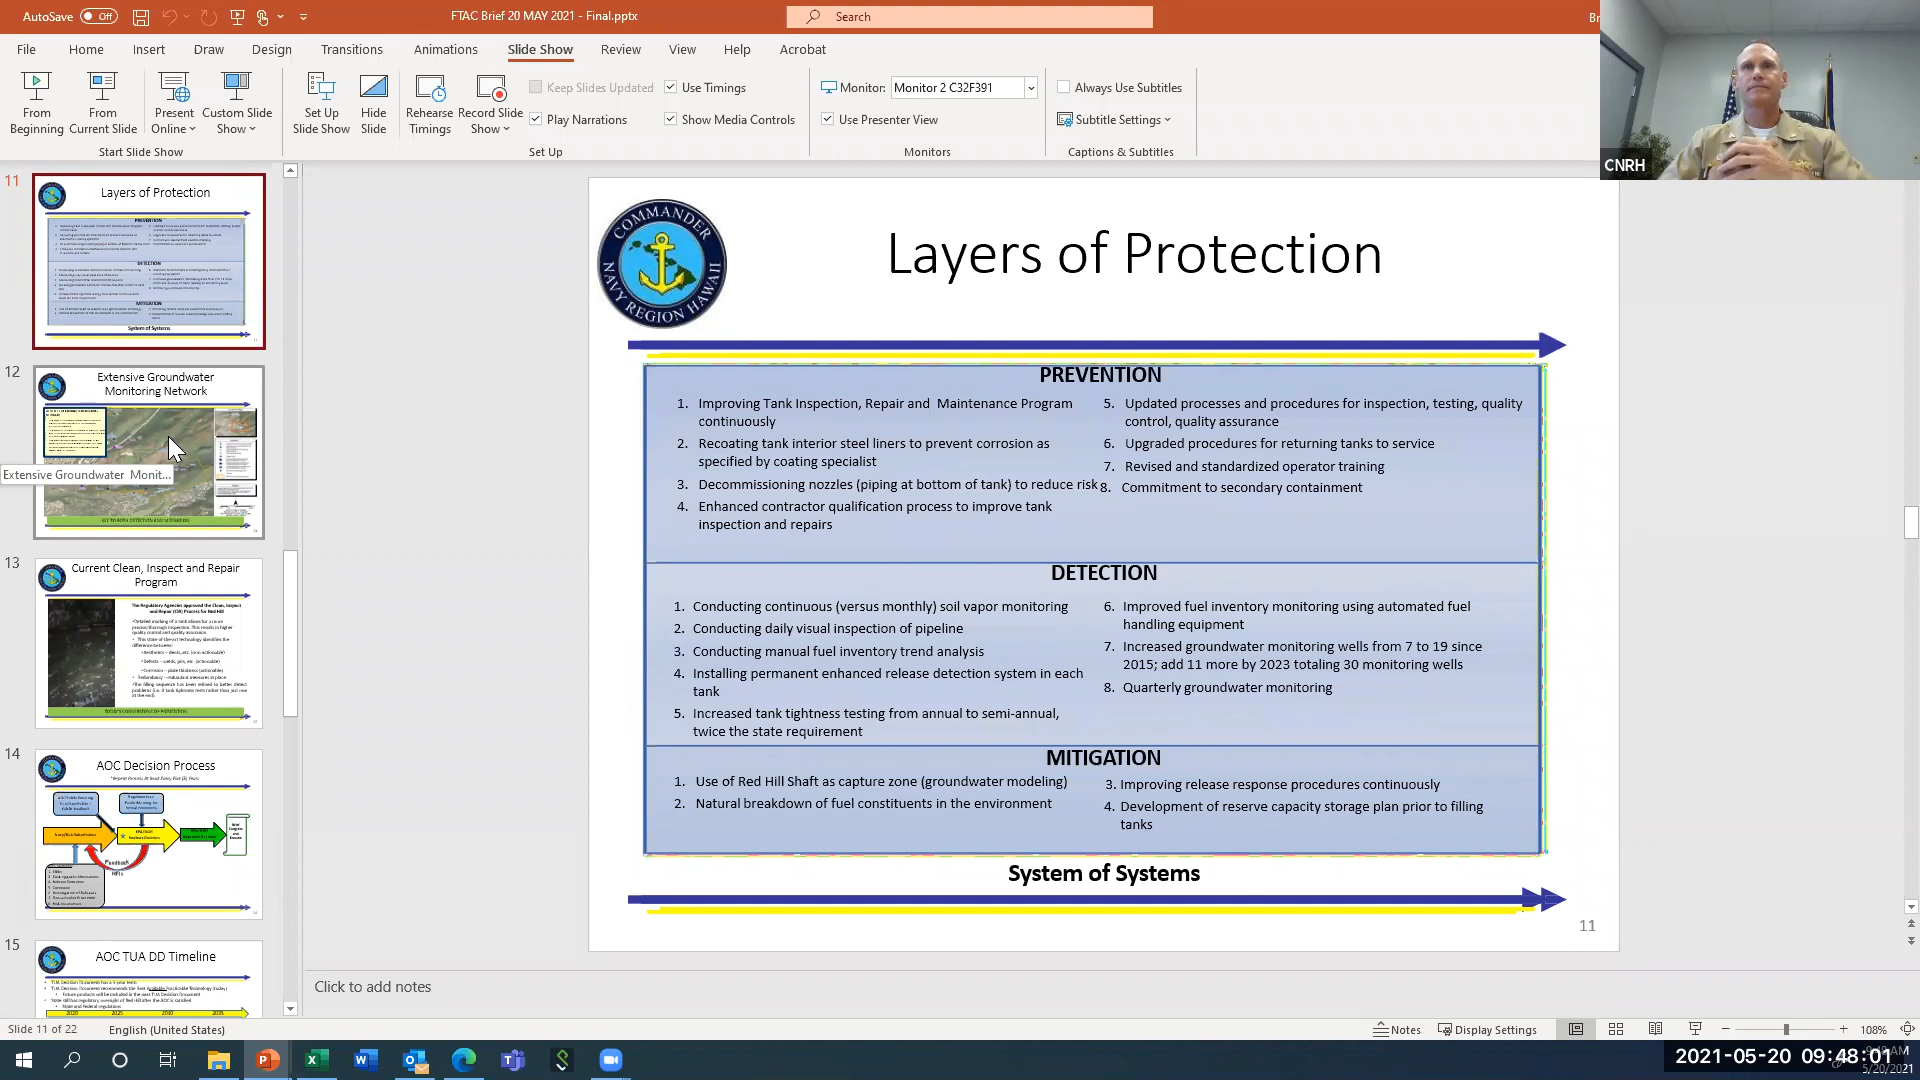 AutoSave Off
FTAC Brief 20 MAY 2021 - Final.pptx
Search
File Home Insert Draw Design Transitions Animations Slide Show Review View Help Acrobat
From Beginning
From Current Slide
Present Online
Custom Slide Show
Start Slide Show
Set Up Slide Show
Hide Slide
Rehearse Timings
Record Slide Show
Keep Slides Updated
Play Narrations
Use Timings
Show Media Controls
Set Up
Monitor: Monitor 2 C32F391
Use Presenter View
Monitors
Always Use Subtitles
Subtitle Settings
Captions & Subtitles
CNRH
11
Layers of Protection
PREVENTION
DETECTION
MITIGATION
System of Systems
12
Extensive Groundwater
Monitoring Network
Extensive Groundwater Monit...
13
Current Clean, Inspect and Repair
Program
14
AOC Decision Process
Feedback
15
AOC TUA DD Timeline
COMMANDER
NAVY REGION HAWAII
Layers of Protection
PREVENTION
1. Improving Tank Inspection, Repair and Maintenance Program
continuously
2. Recoating tank interior steel liners to prevent corrosion as
specified by coating specialist
3. Decommissioning nozzles (piping at bottom of tank) to reduce risk
4. Enhanced contractor qualification process to improve tank
inspection and repairs
5. Updated processes and procedures for inspection, testing, quality
control, quality assurance
6. Upgraded procedures for returning tanks to service
7. Revised and standardized operator training
8. Commitment to secondary containment
DETECTION
1. Conducting continuous (versus monthly) soil vapor monitoring
2. Conducting daily visual inspection of pipeline
3. Conducting manual fuel inventory trend analysis
4. Installing permanent enhanced release detection system in each
tank
5. Increased tank tightness testing from annual to semi-annual,
twice the state requirement
6. Improved fuel inventory monitoring using automated fuel
handling equipment
7. Increased groundwater monitoring wells from 7 to 19 since
2015; add 11 more by 2023 totaling 30 monitoring wells
8. Quarterly groundwater monitoring
MITIGATION
1. Use of Red Hill Shaft as capture zone (groundwater modeling)
2. Natural breakdown of fuel constituents in the environment
3. Improving release response procedures continuously
4. Development of reserve capacity storage plan prior to filling
tanks
System of Systems
11
Click to add notes
Slide 11 of 22 English (United States)
Notes Display Settings 108%
2021-05-20 09:48:01
5/20/2021